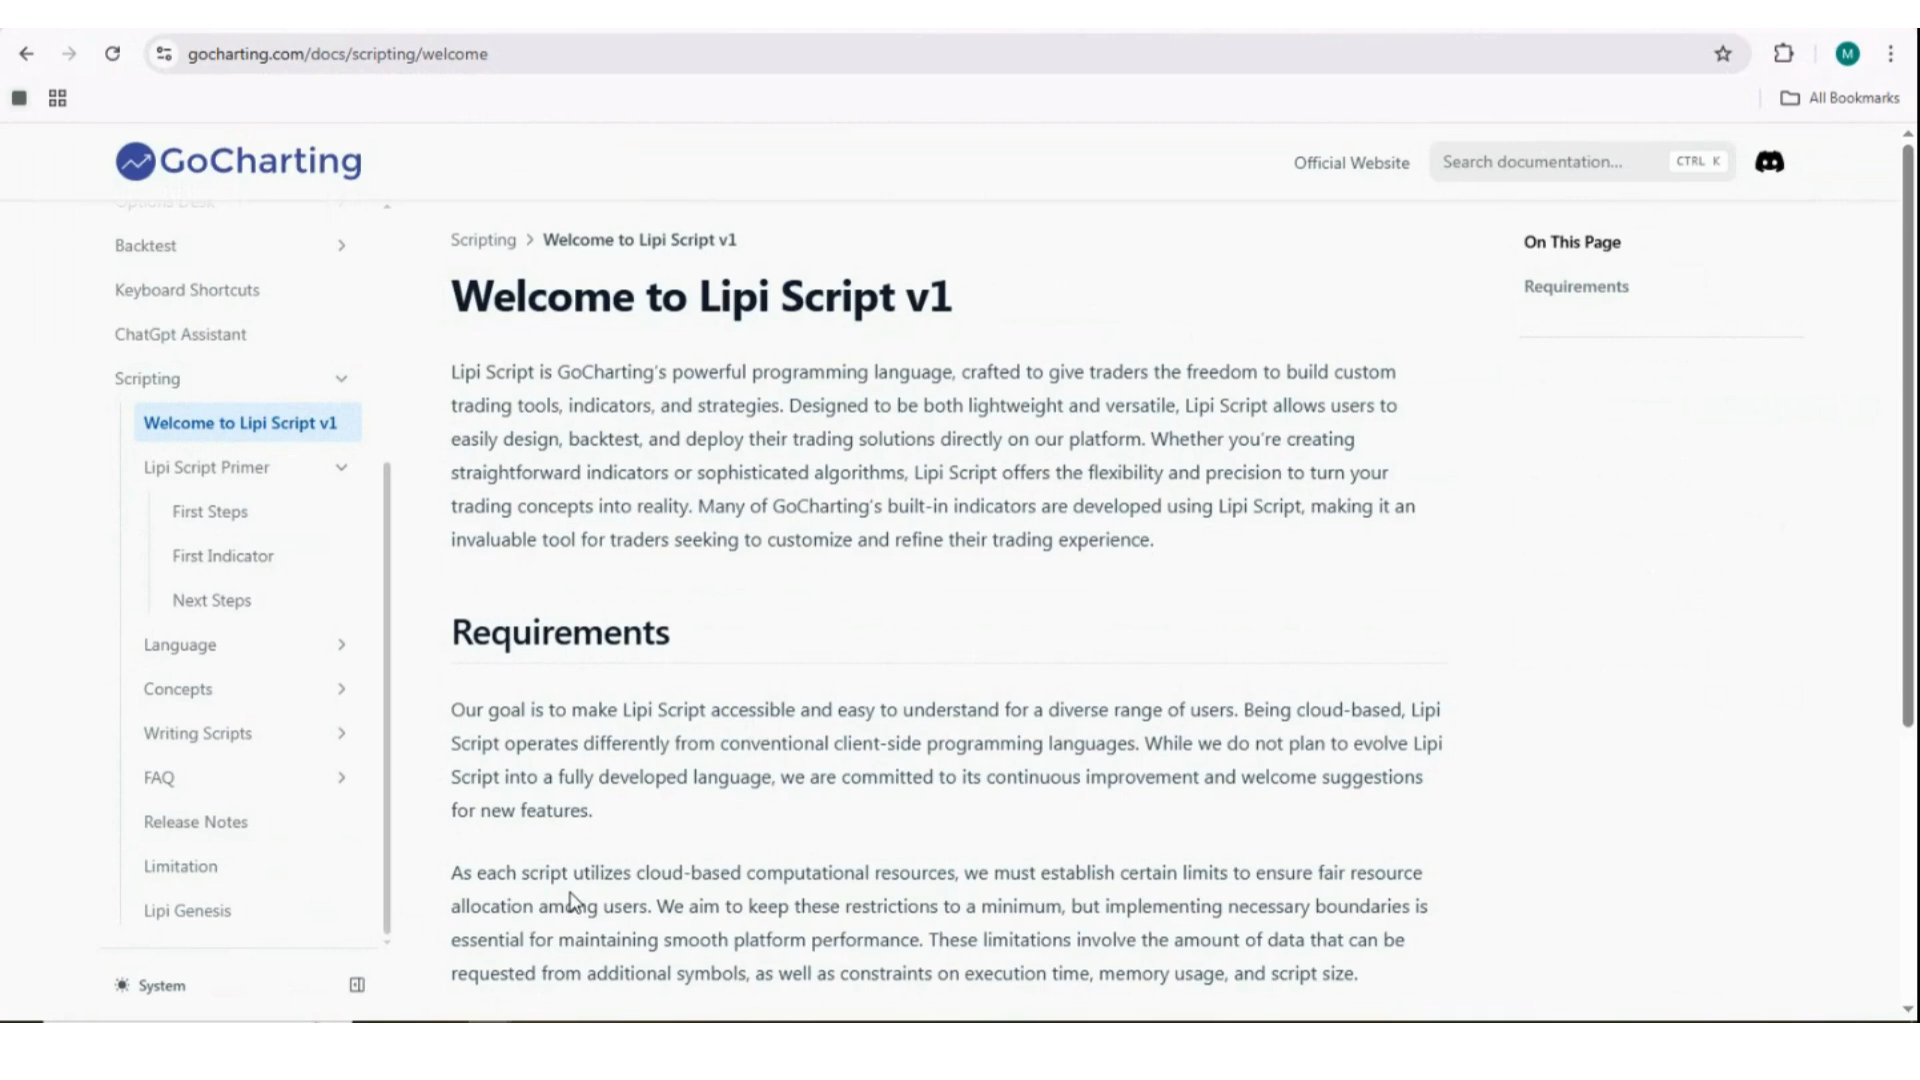 gocharting.com/docs/scripting/welcome
M
All Bookmarks
GoCharting
Official Website
Search documentation...
CTRL K
Options Desk
Backtest
Keyboard Shortcuts
ChatGpt Assistant
Scripting
Welcome to Lipi Script v1
Lipi Script Primer
First Steps
First Indicator
Next Steps
Language
Concepts
Writing Scripts
FAQ
Release Notes
Limitation
Lipi Genesis
System
Scripting > Welcome to Lipi Script v1
Welcome to Lipi Script v1
Lipi Script is GoCharting's powerful programming language, crafted to give traders the freedom to build custom
trading tools, indicators, and strategies. Designed to be both lightweight and versatile, Lipi Script allows users to
easily design, backtest, and deploy their trading solutions directly on our platform. Whether you're creating
straightforward indicators or sophisticated algorithms, Lipi Script offers the flexibility and precision to turn your
trading concepts into reality. Many of GoCharting's built-in indicators are developed using Lipi Script, making it an
invaluable tool for traders seeking to customize and refine their trading experience.
Requirements
Our goal is to make Lipi Script accessible and easy to understand for a diverse range of users. Being cloud-based, Lipi
Script operates differently from conventional client-side programming languages. While we do not plan to evolve Lipi
Script into a fully developed language, we are committed to its continuous improvement and welcome suggestions
for new features.
As each script utilizes cloud-based computational resources, we must establish certain limits to ensure fair resource
allocation among users. We aim to keep these restrictions to a minimum, but implementing necessary boundaries is
essential for maintaining smooth platform performance. These limitations involve the amount of data that can be
requested from additional symbols, as well as constraints on execution time, memory usage, and script size.
On This Page
Requirements